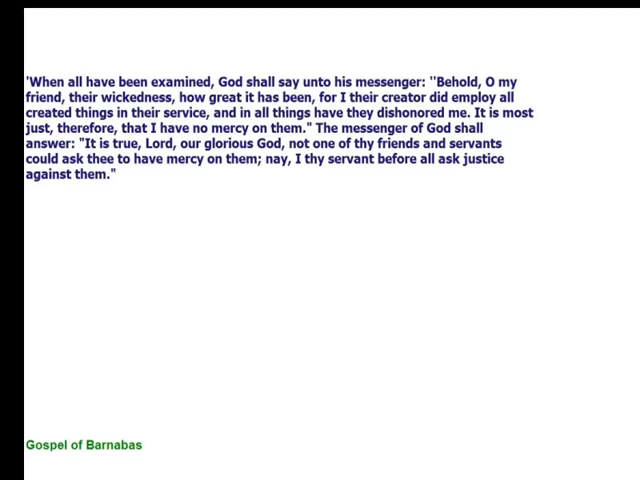 'When all have been examined, God shall say unto his messenger: ''Behold, O my
friend, their wickedness, how great it has been, for I their creator did employ all
created things in their service, and in all things have they dishonored me. It is most
just, therefore, that I have no mercy on them." The messenger of God shall
answer: "It is true, Lord, our glorious God, not one of thy friends and servants
could ask thee to have mercy on them; nay, I thy servant before all ask justice
against them."
Gospel of Barnabas